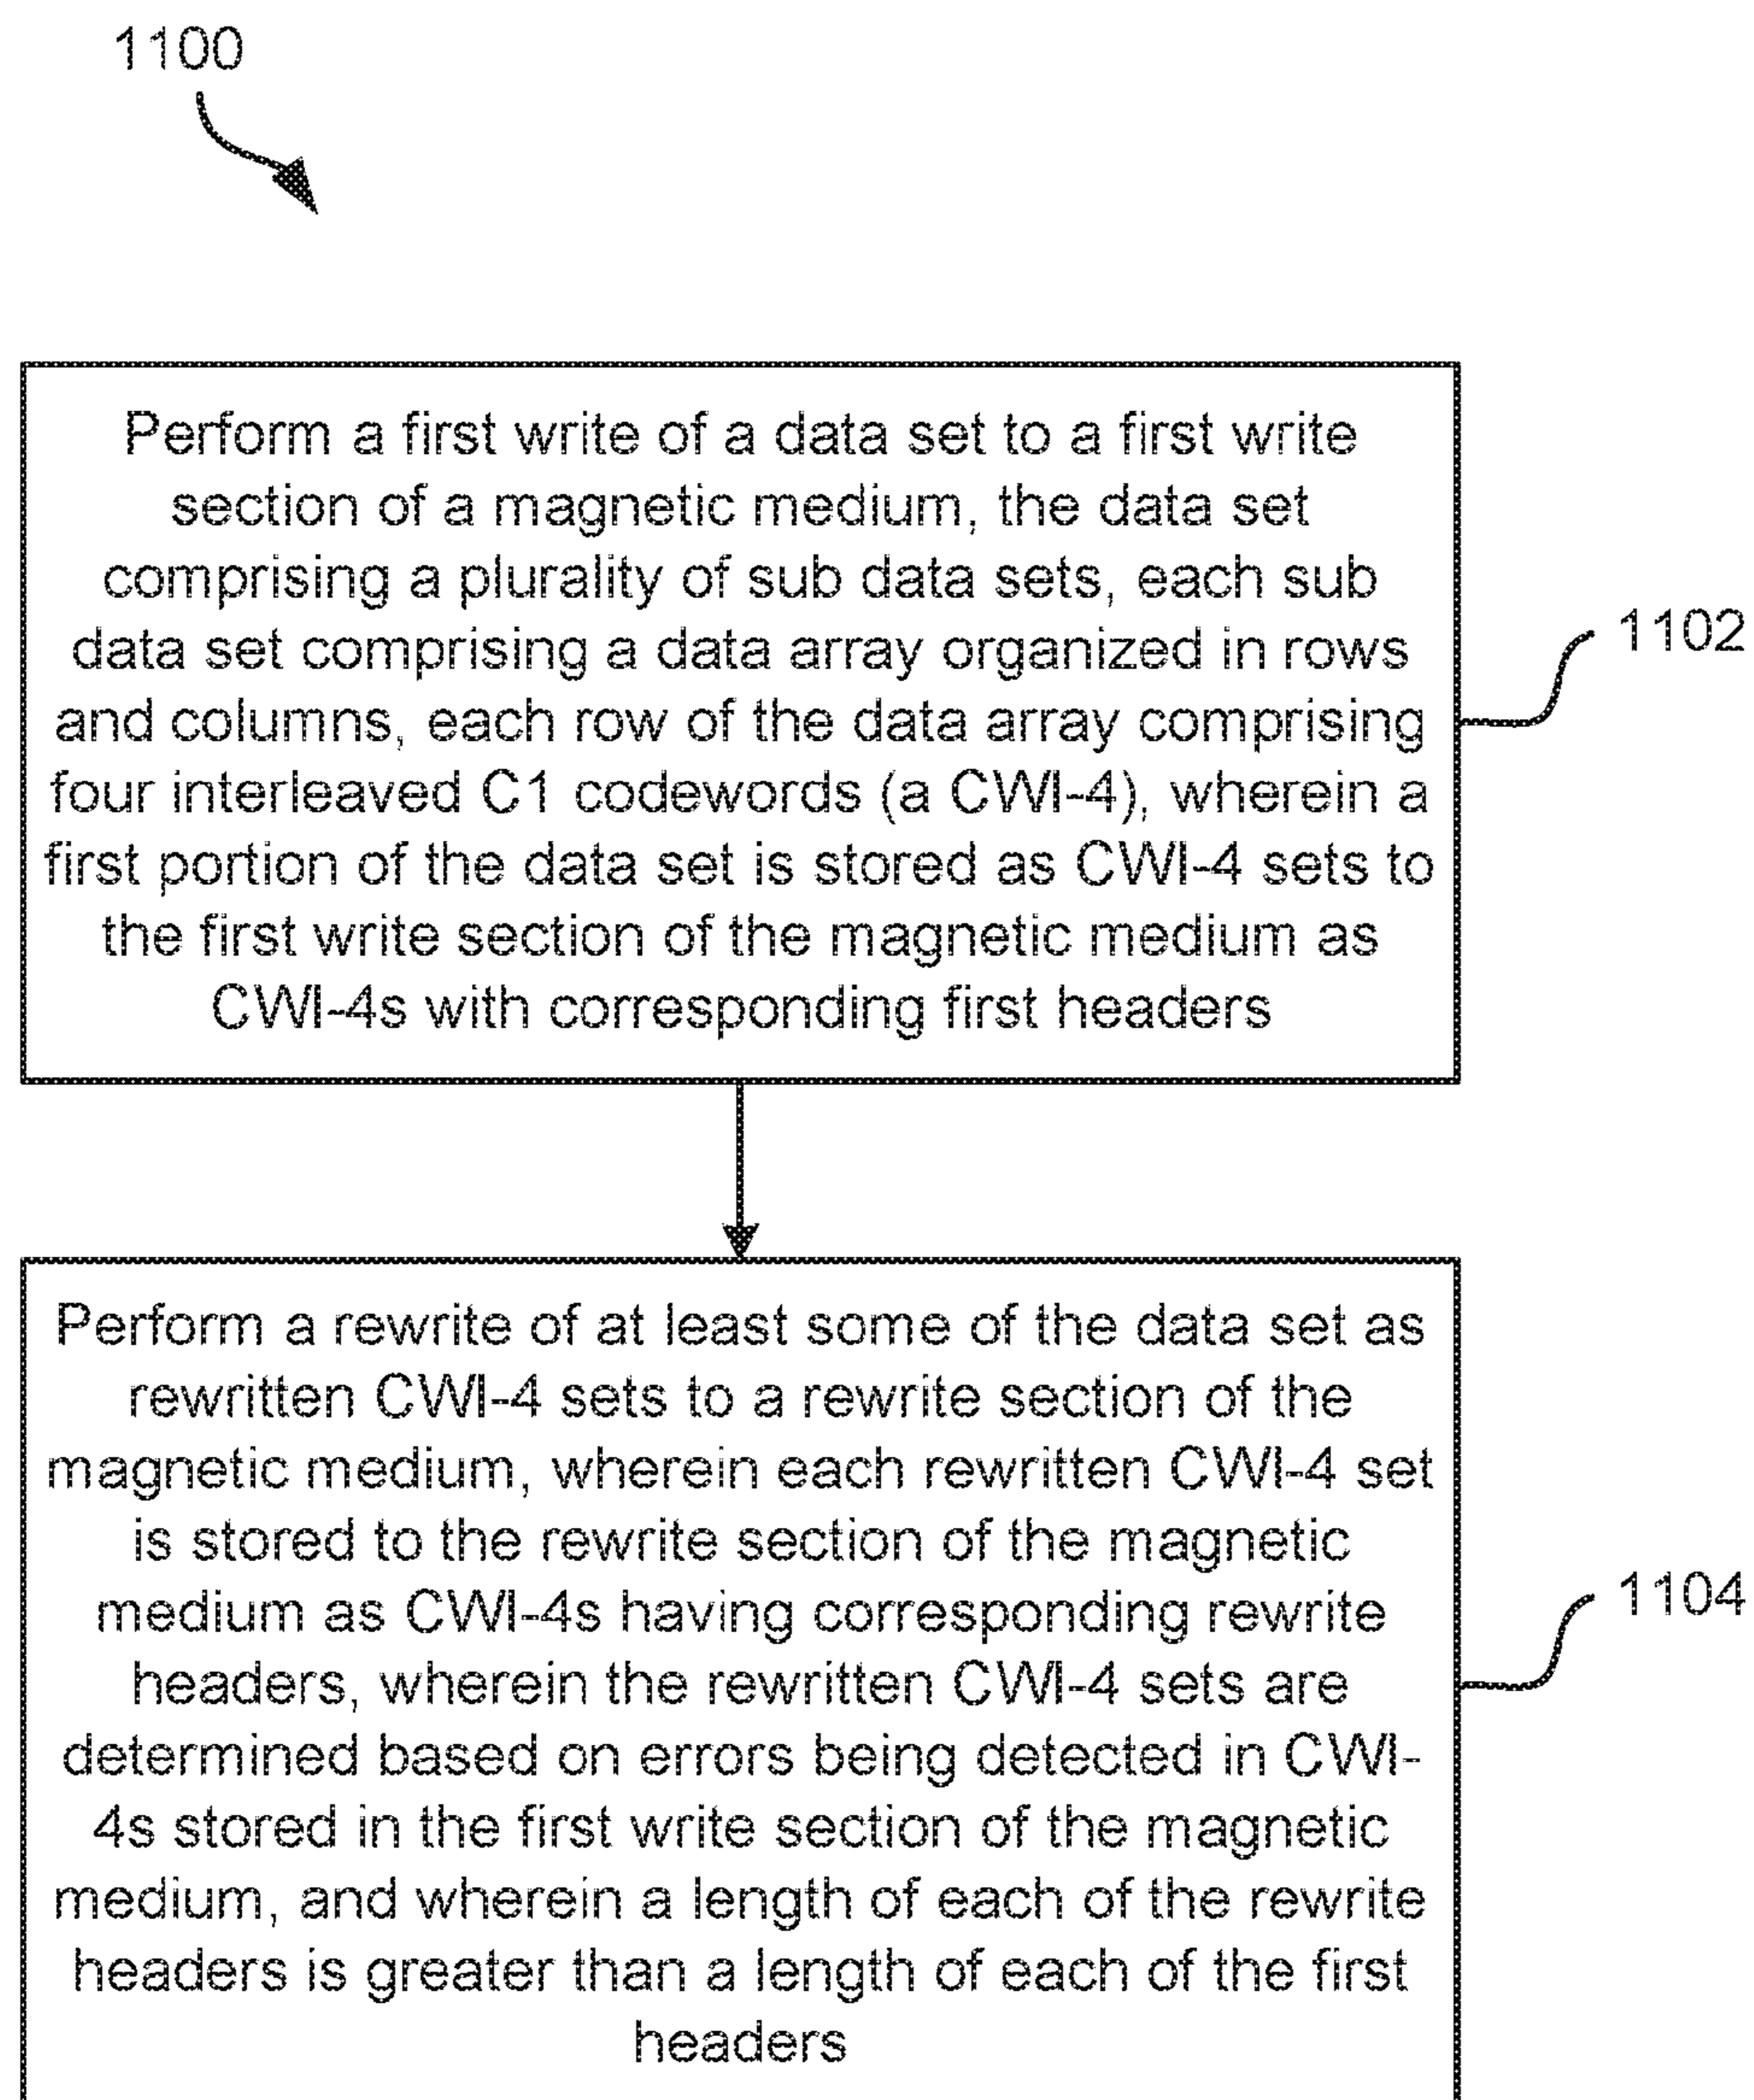 1100
Perform a first write of a data set to a first write
section of a magnetic medium, the data set
comprising a plurality of sub data sets, each sub
data set comprising a data array organized in rows
and columns, each row of the data array comprising
four interleaved C1 codewords (a CWI-4), wherein a
first portion of the data set is stored as CWI-4 sets to
the first write section of the magnetic medium as
CWI-4s with corresponding first headers
1102
Perform a rewrite of at least some of the data set as
rewritten CWI-4 sets to a rewrite section of the
magnetic medium, wherein each rewritten CWI-4 set
is stored to the rewrite section of the magnetic
medium as CWI-4s having corresponding rewrite
headers, wherein the rewritten CWI-4 sets are
determined based on errors being detected in CWI-
4s stored in the first write section of the magnetic
medium, and wherein a length of each of the rewrite
headers is greater than a length of each of the first
headers
1104